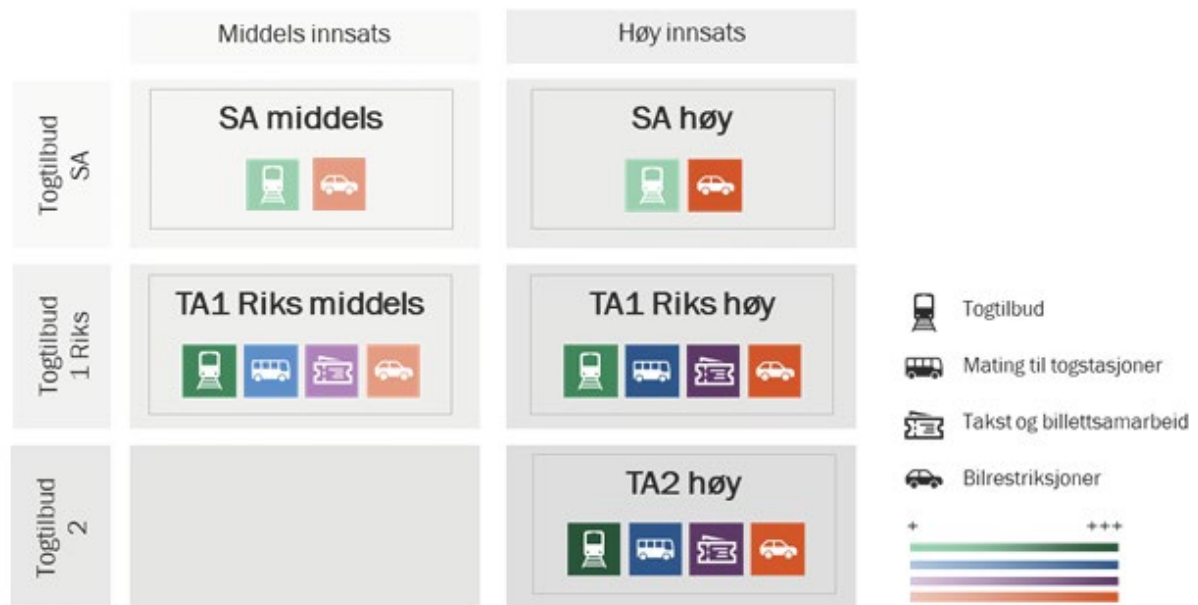 Middels innsats
Høy innsats
Togtilbud
SA
SA middels
SA høy
Togtilbud
1 Riks
TA1 Riks middels
TA1 Riks høy
Togtilbud
2
TA2 høy
Togtilbud
Mating til togstasjoner
Takst og billettsamarbeid
Bilrestriksjoner
+ +++